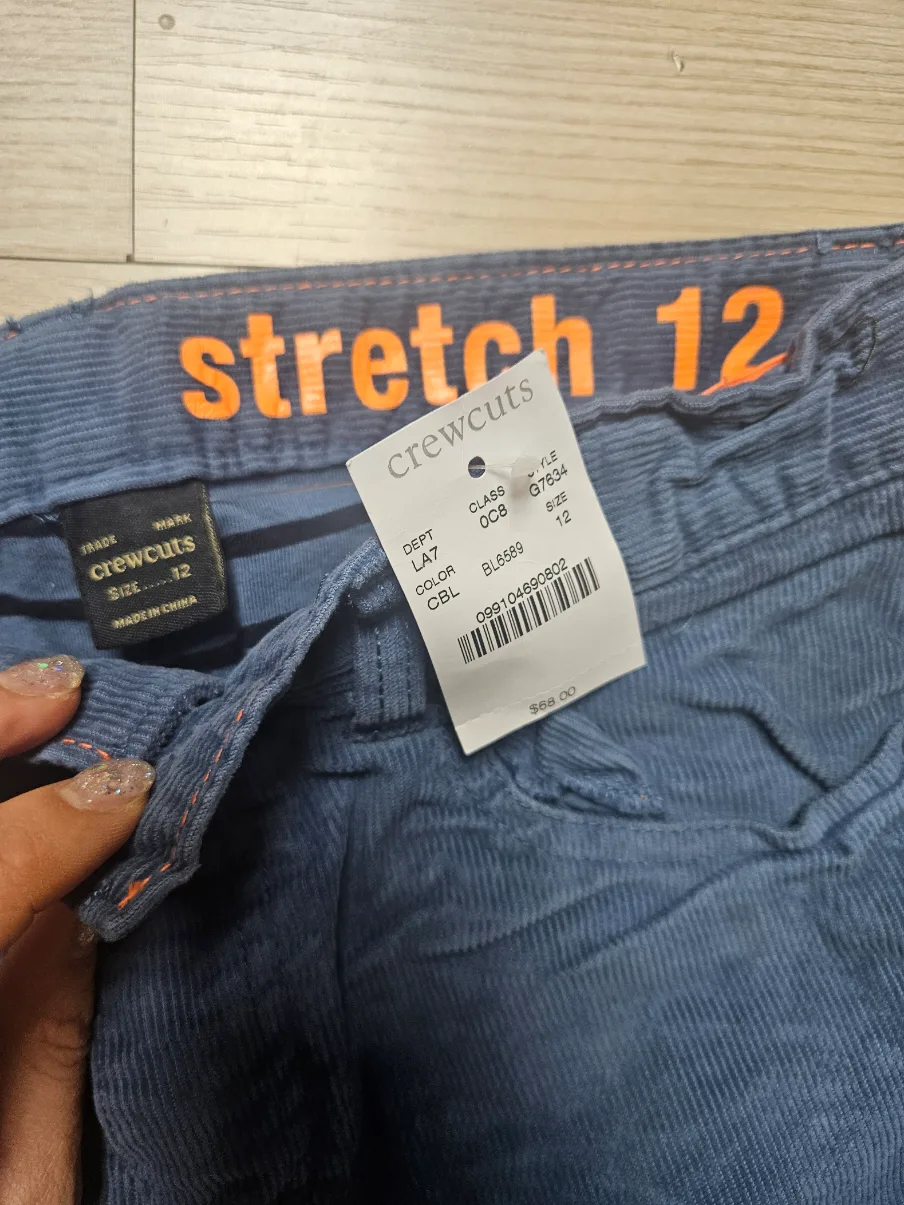 stretch 12
crewcuts
DEPT CLASS
LA7 0C8 G7634
COLOR SIZE
CBL BL6589 12
099104690802
$68.00
TRADE MARK
crewcuts
SIZE.....12
MADE IN CHINA